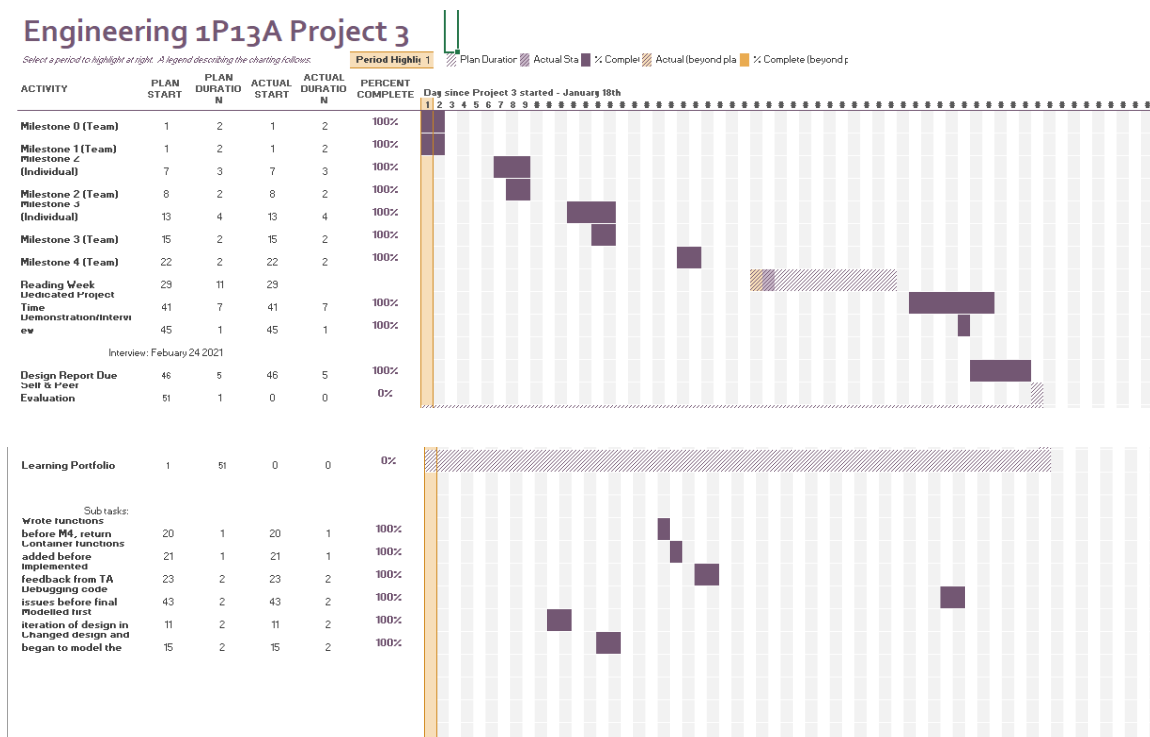 Engineering 1P13A Project 3
Select a period to highlight at right. A legend describing the charting follows.
Period Highli 1
Plan Duration
Actual Sta
% Complet
Actual (beyond pla
% Complete (beyond p
ACTIVITY PLAN START PLAN DURATIO N ACTUAL START ACTUAL DURATIO N PERCENT COMPLETE
Day since Project 3 started - January 18th
1 2 3 4 5 6 7 8 9 # # # # # # # # # # # # # # # # # # # # # # # # # # # # # # # # # # # # # # # # # # # # # # # # # # #
Milestone 0 (Team) 1 2 1 2 100%
Milestone 1 (Team) 1 2 1 2 100%
Milestone 2
(Individual) 7 3 7 3 100%
Milestone 2 (Team) 8 2 8 2 100%
Milestone 3
(Individual) 13 4 13 4 100%
Milestone 3 (Team) 15 2 15 2 100%
Milestone 4 (Team) 22 2 22 2 100%
Reading Week 29 11 29
Dedicated Project
Time 41 7 41 7 100%
Demonstration/Intervi
ew 45 1 45 1 100%
Interview: Febuary 24 2021
Design Report Due 46 5 46 5 100%
Self & Peer
Evaluation 51 1 0 0 0%
Learning Portfolio 1 51 0 0 0%
Sub tasks:
Wrote functions
before M4, return 20 1 20 1 100%
Container functions
added before 21 1 21 1 100%
Implemented
feedback from TA 23 2 23 2 100%
Debugging code
issues before final 43 2 43 2 100%
Modelled first
iteration of design in 11 2 11 2 100%
Changed design and
began to model the 15 2 15 2 100%